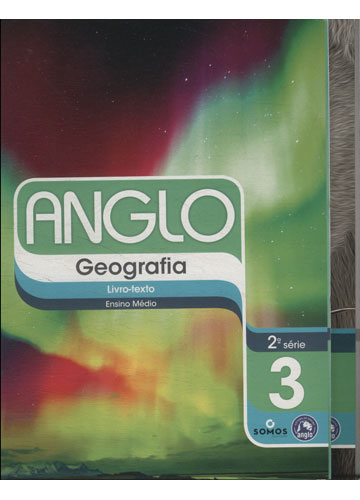 ANGLO
Geografia
Livro-texto
Ensino Médio
2ª série
3
SOMOS
anglo